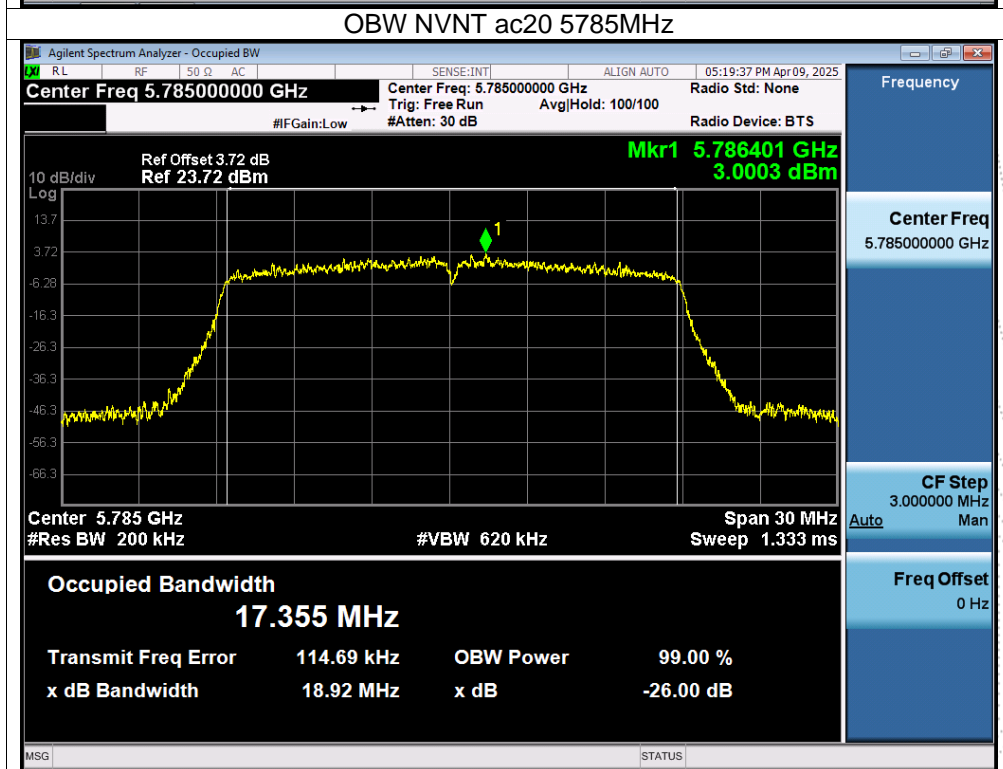 OBW NVNT ac20 5785MHz
Agilent Spectrum Analyzer - Occupied BW
LXI RL RF 50 Ω AC SENSE:INT ALIGN AUTO 05:19:37 PM Apr 09, 2025
Center Freq 5.785000000 GHz
Center Freq: 5.785000000 GHz Radio Std: None
Trig: Free Run Avg|Hold: 100/100
#IFGain:Low #Atten: 30 dB Radio Device: BTS
Mkr1 5.786401 GHz
3.0003 dBm
Ref Offset 3.72 dB
10 dB/div Ref 23.72 dBm
Log
13.7
1
3.72
-6.28
-16.3
-26.3
-36.3
-46.3
-56.3
-66.3
Center 5.785 GHz Span 30 MHz
#Res BW 200 kHz #VBW 620 kHz Sweep 1.333 ms
Occupied Bandwidth
17.355 MHz
Transmit Freq Error 114.69 kHz OBW Power 99.00 %
x dB Bandwidth 18.92 MHz x dB -26.00 dB
Frequency
Center Freq
5.785000000 GHz
CF Step
3.000000 MHz
Auto Man
Freq Offset
0 Hz
MSG STATUS